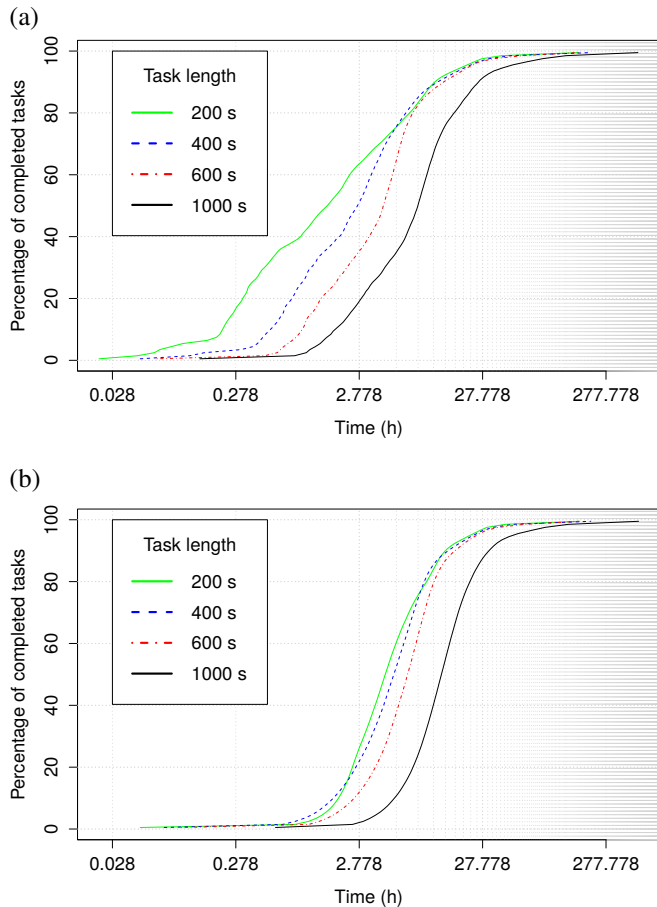 (a)
Percentage of completed tasks
0
20
40
60
80
100
Task length
200 s
400 s
600 s
1000 s
0.028
0.278
2.778
27.778
277.778
Time (h)
(b)
Percentage of completed tasks
0
20
40
60
80
100
Task length
200 s
400 s
600 s
1000 s
0.028
0.278
2.778
27.778
277.778
Time (h)